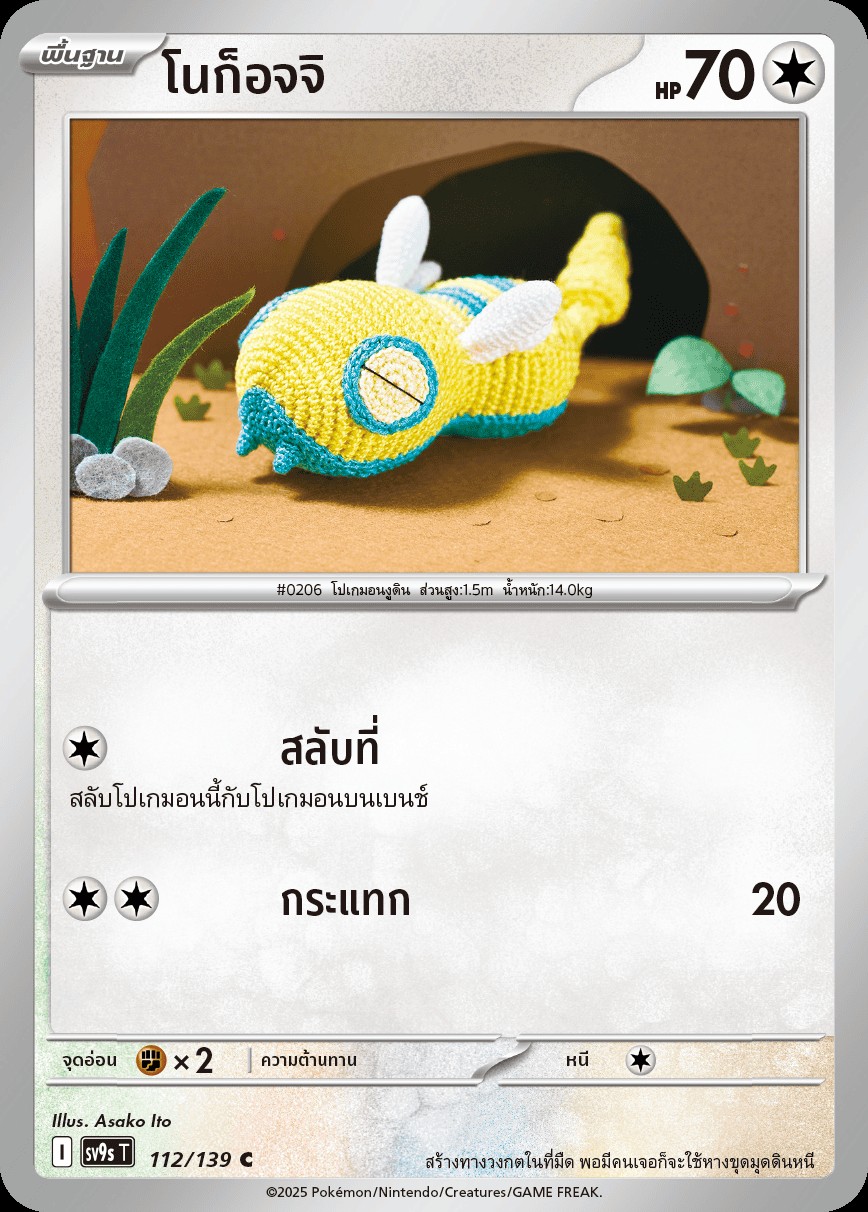 พื้นฐาน โนก็อจจิ HP 70
#0206 โปเกมอนงูดิน ส่วนสูง:1.5m น้ำหนัก:14.0kg
สลับที่
สลับโปเกมอนนี้กับโปเกมอนบนเบนช์
กระแทก 20
จุดอ่อน ×2 ความต้านทาน หนี
Illus. Asako Ito
I sv9s T 112/139 C
สร้างทางวงกตในที่มืด พอมีคนเจอก็จะใช้หางขุดมุดดินหนี
©2025 Pokémon/Nintendo/Creatures/GAME FREAK.